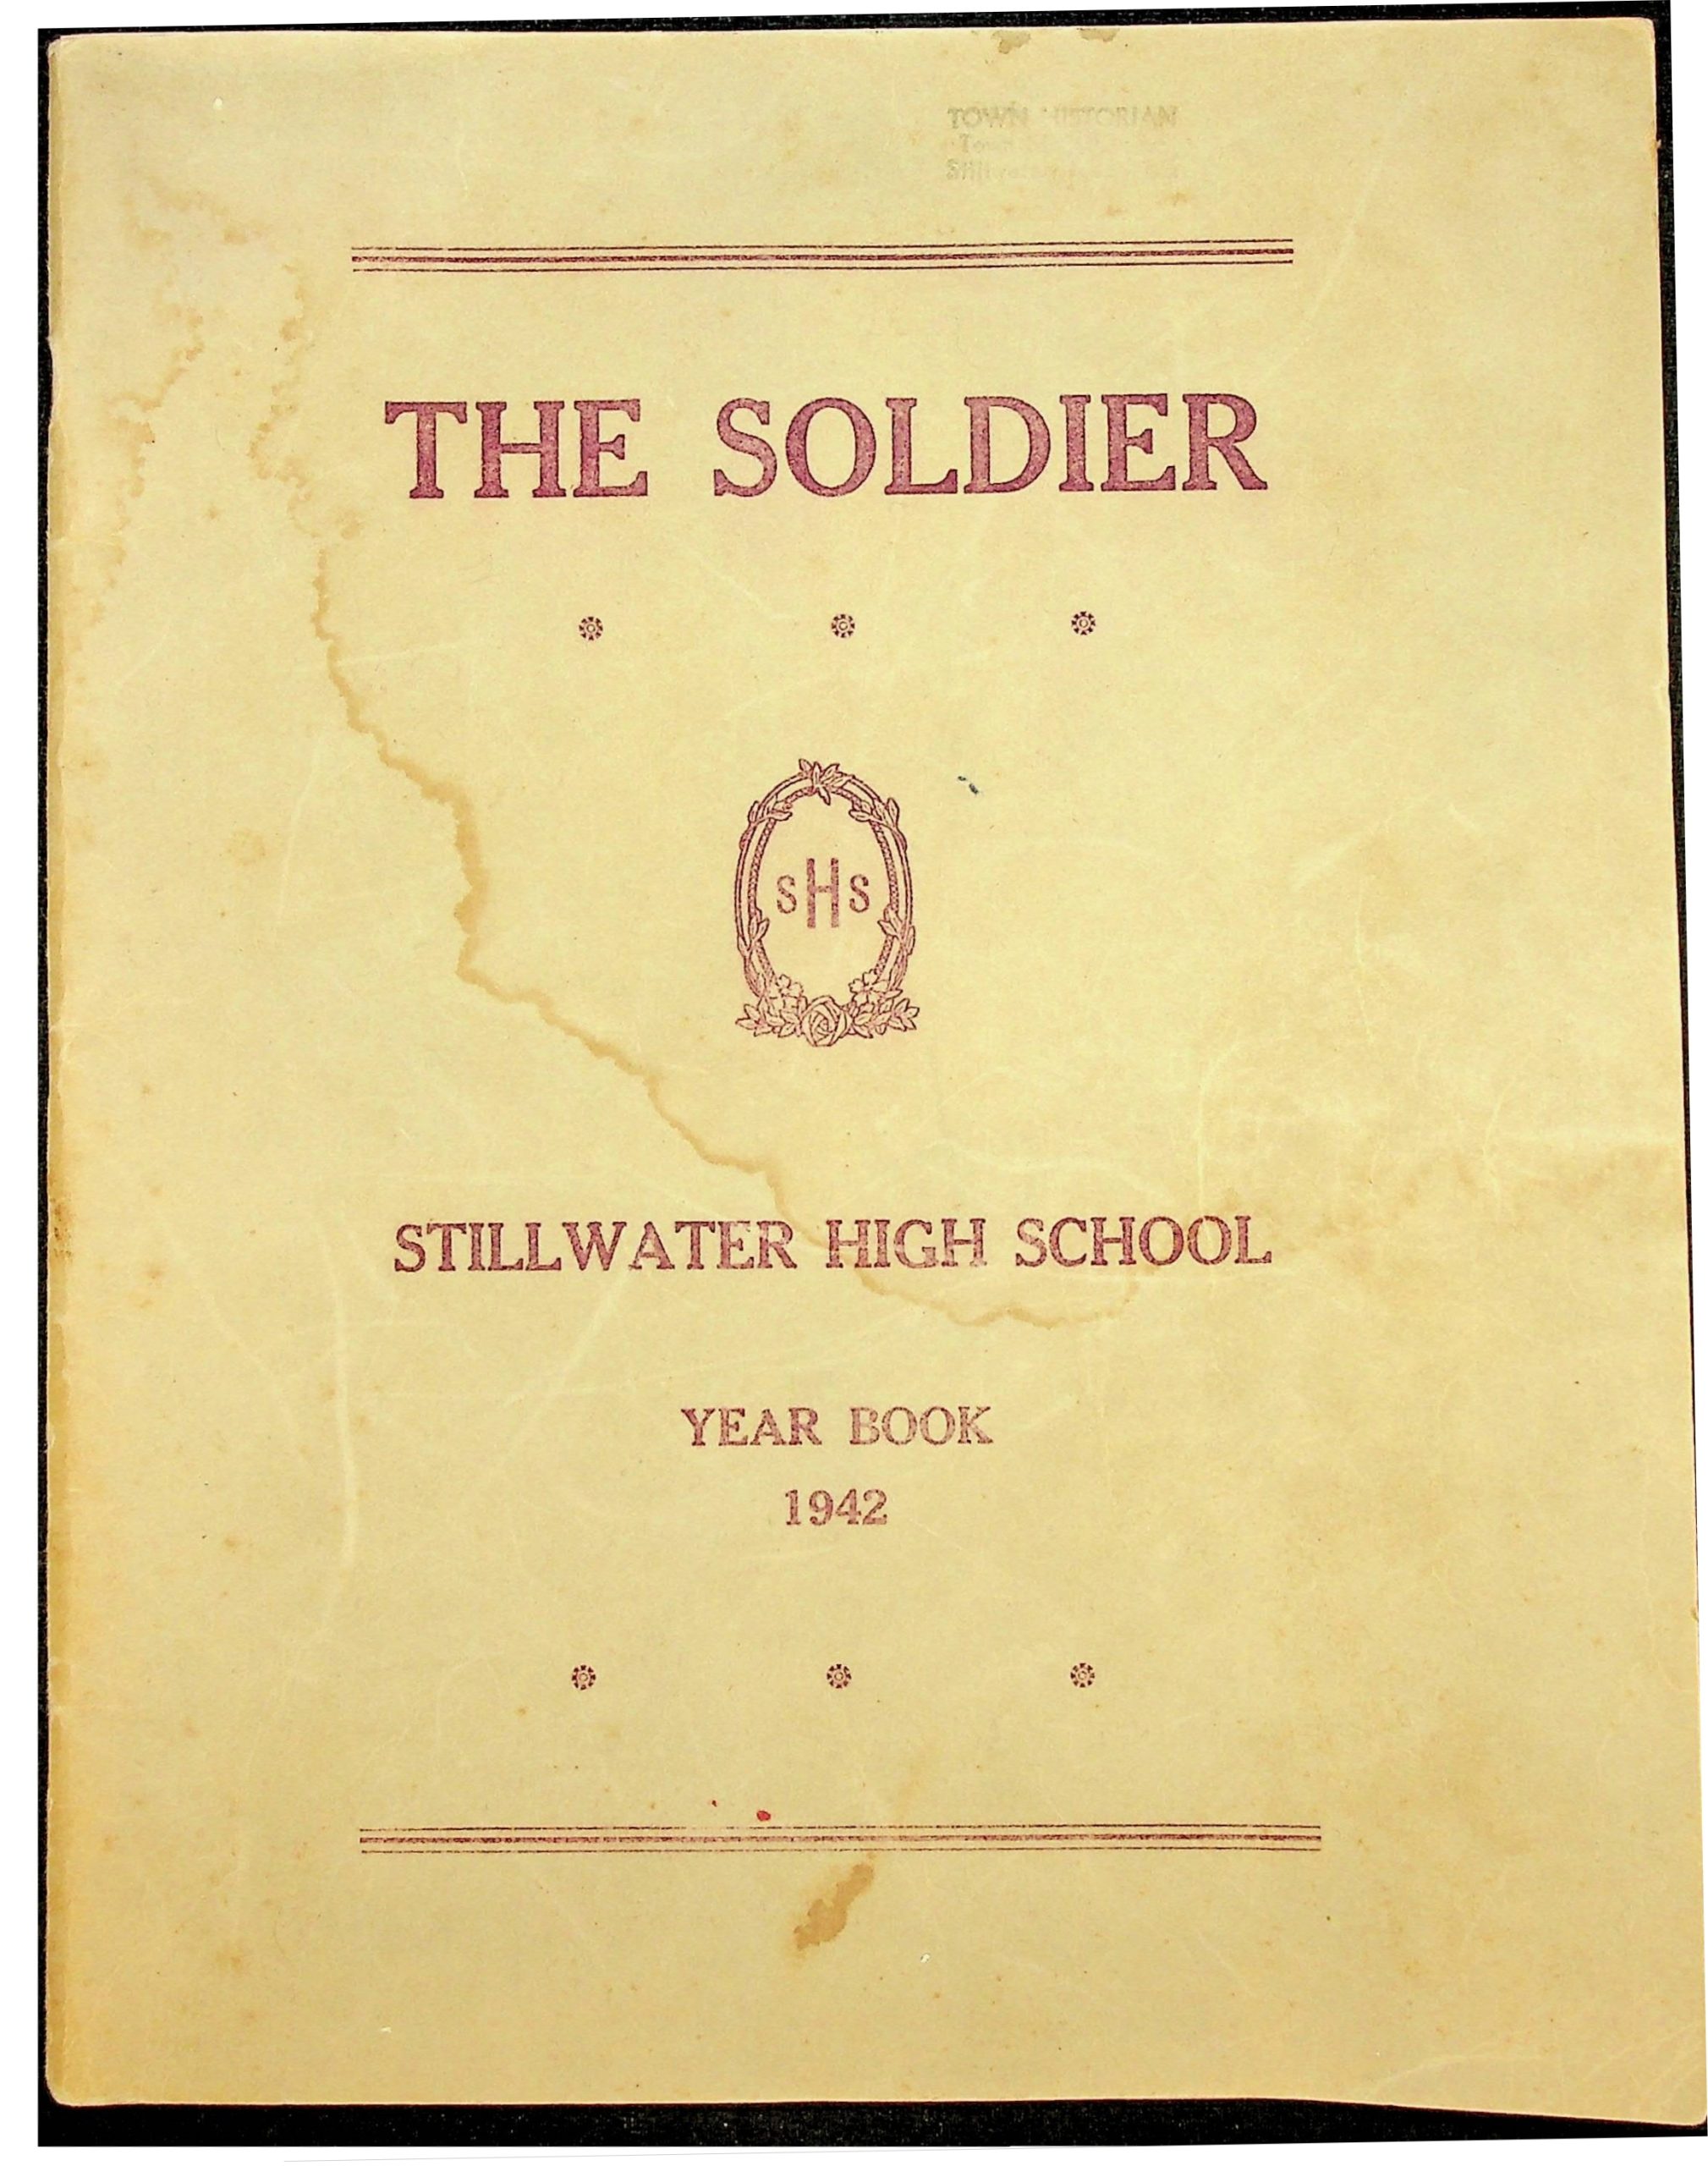 TOWN HISTORIAN
THE SOLDIER
SHS
STILLWATER HIGH SCHOOL
YEAR BOOK
1942